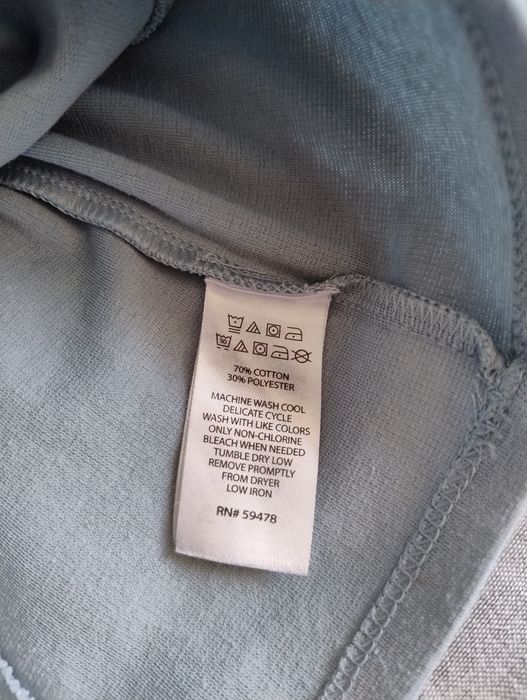 70% COTTON
30% POLYESTER
MACHINE WASH COOL
DELICATE CYCLE
WASH WITH LIKE COLORS
ONLY NON-CHLORINE
BLEACH WHEN NEEDED
TUMBLE DRY LOW
REMOVE PROMPTLY
FROM DRYER
LOW IRON
RN# 59478